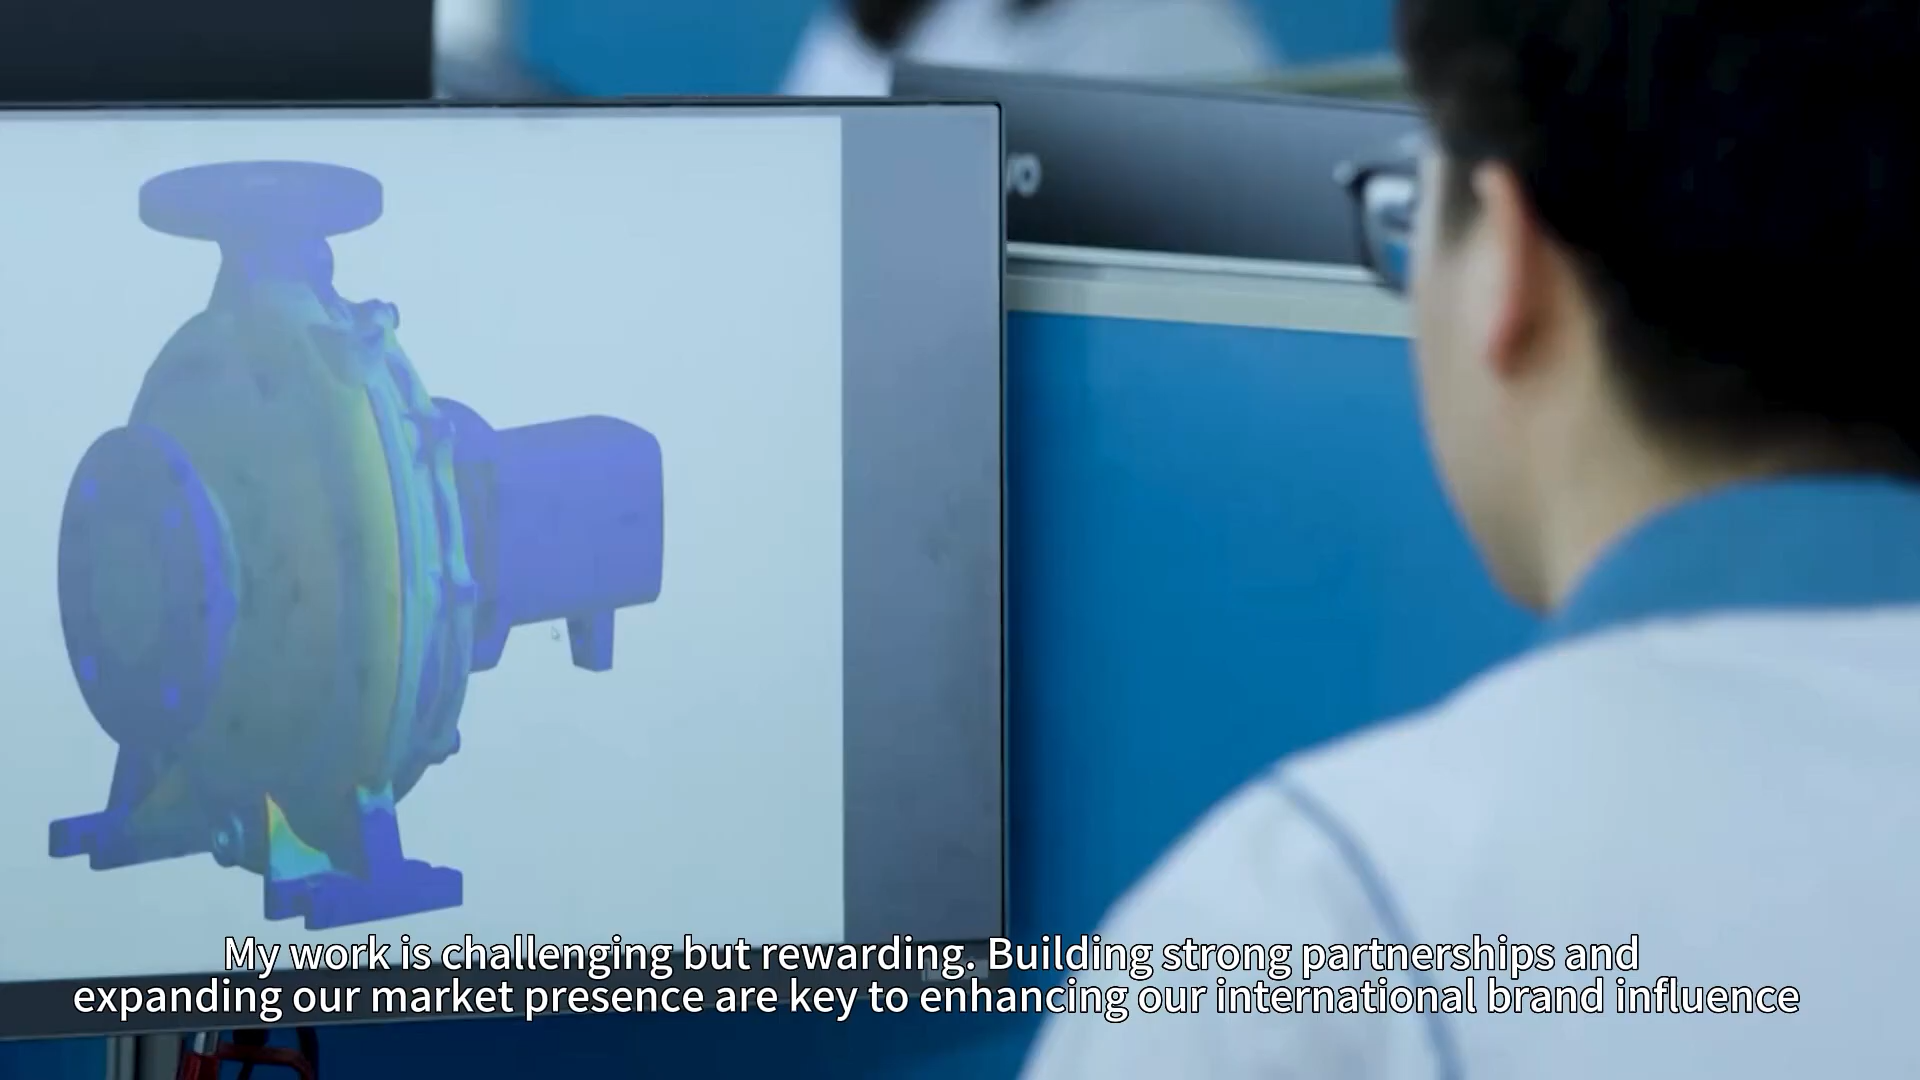 My work is challenging but rewarding. Building strong partnerships and
expanding our market presence are key to enhancing our international brand influence